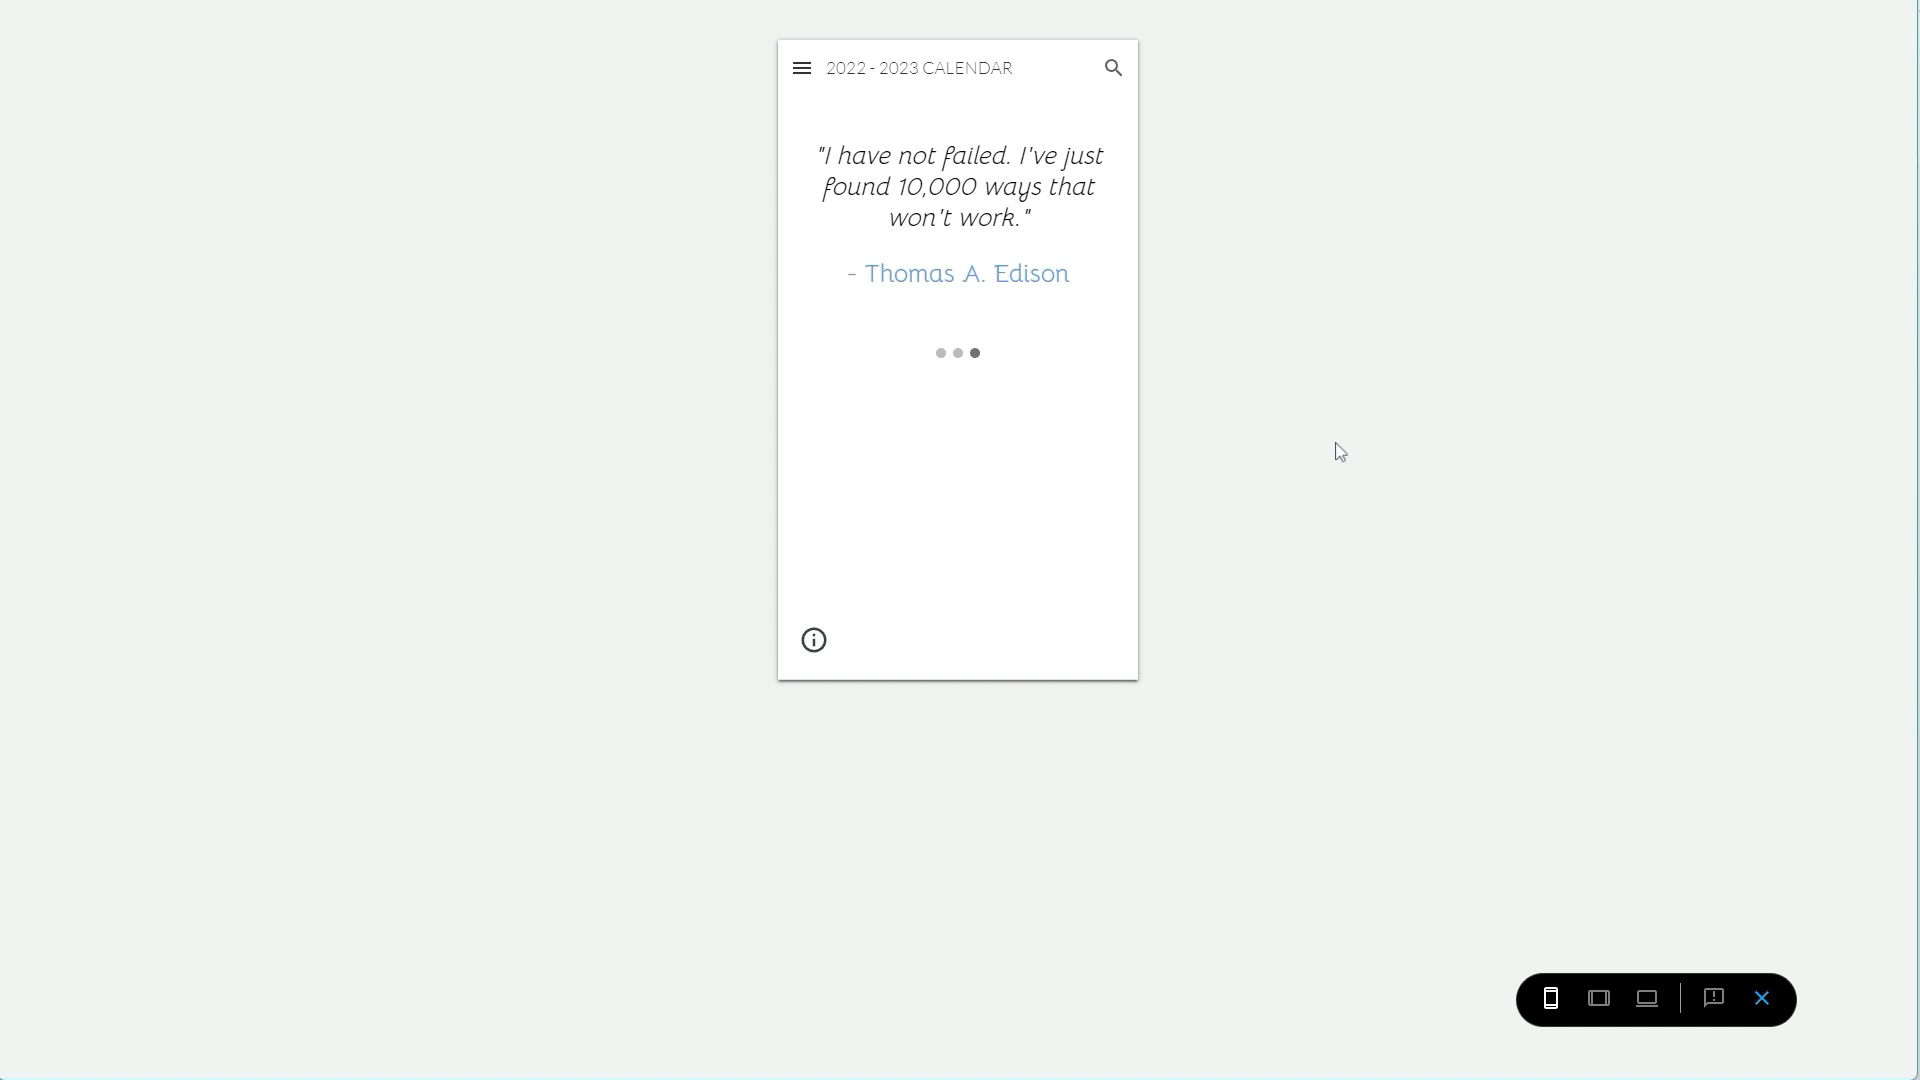 2022 - 2023 CALENDAR
"I have not failed. I've just
found 10,000 ways that
won't work."
- Thomas A. Edison